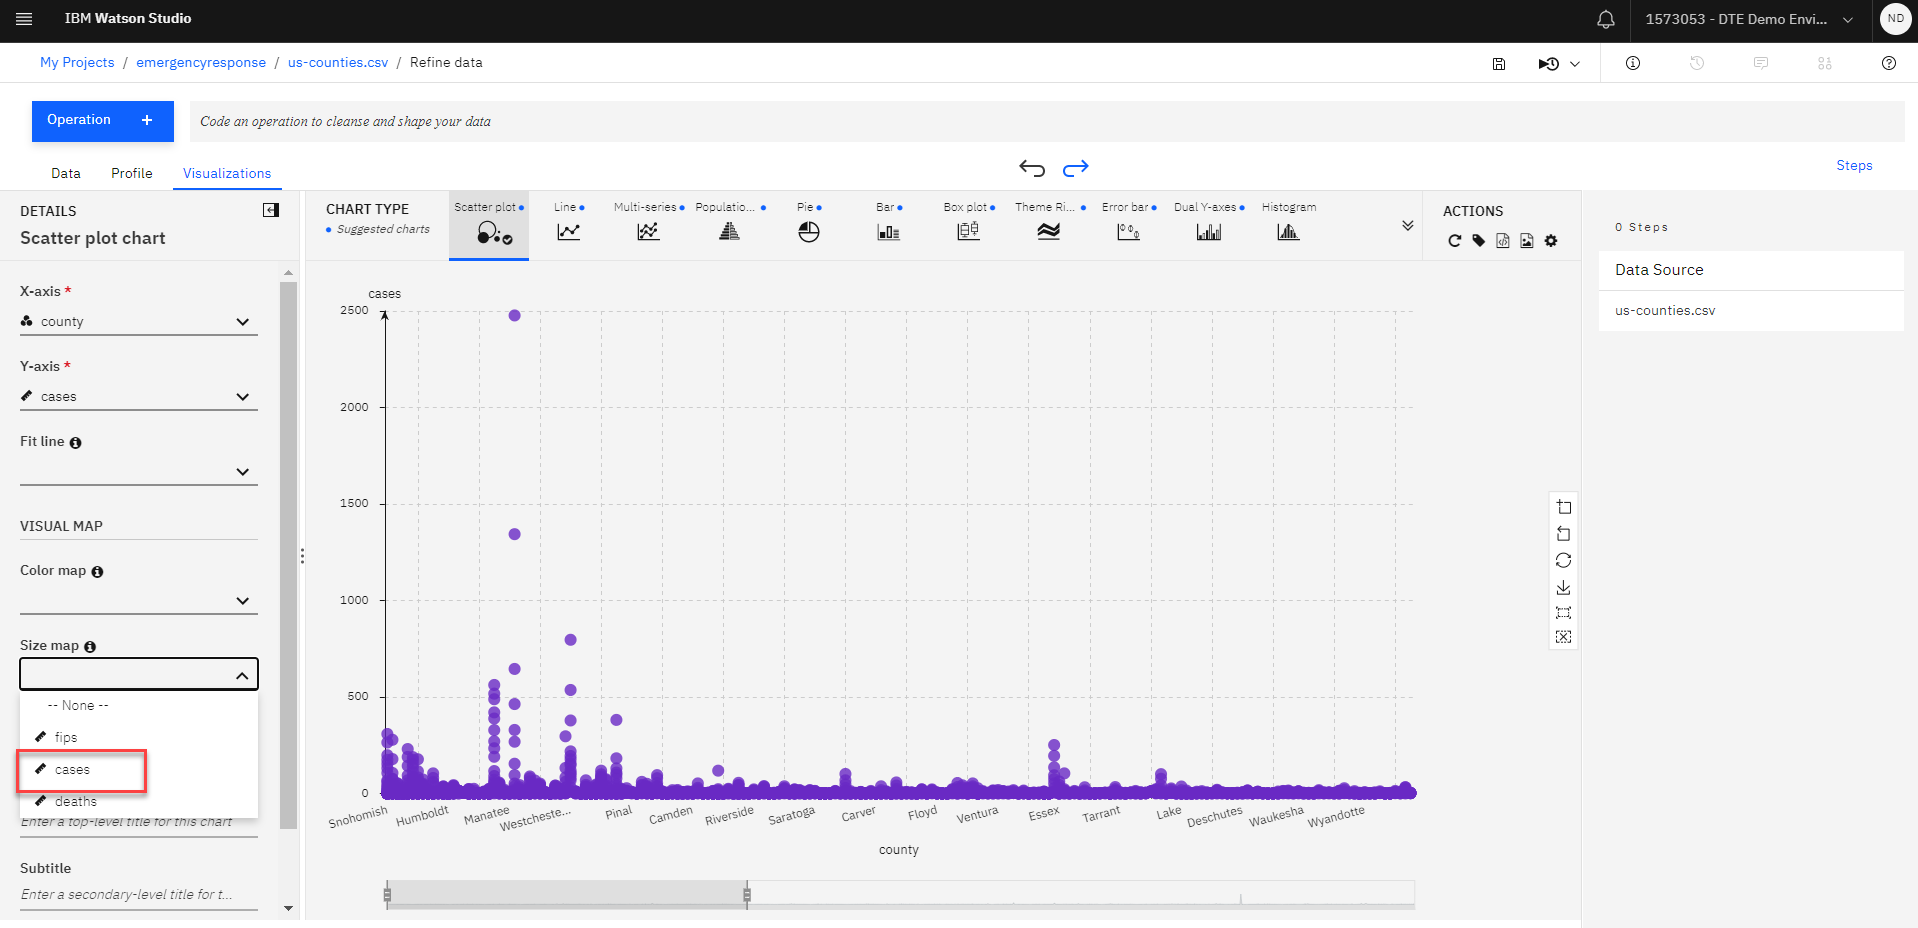 IBM Watson Studio
1573053 - DTE Demo Envi...
ND
My Projects / emergencyresponse / us-counties.csv / Refine data
Operation +
Code an operation to cleanse and shape your data
Data Profile Visualizations
Steps
DETAILS
Scatter plot chart
X-axis *
county
Y-axis *
cases
Fit line
VISUAL MAP
Color map
Size map
-- None --
fips
cases
deaths
Enter a top-level title for this chart
Subtitle
Enter a secondary-level title for t...
CHART TYPE
Suggested charts
Scatter plot
Line
Multi-series
Populatio...
Pie
Bar
Box plot
Theme Ri...
Error bar
Dual Y-axes
Histogram
ACTIONS
cases
2500
2000
1500
1000
500
0
Snohomish
Humboldt
Manatee
Westcheste...
Pinal
Camden
Riverside
Saratoga
Carver
Floyd
Ventura
Essex
Tarrant
Lake
Deschutes
Waukesha
Wyandotte
county
0 Steps
Data Source
us-counties.csv